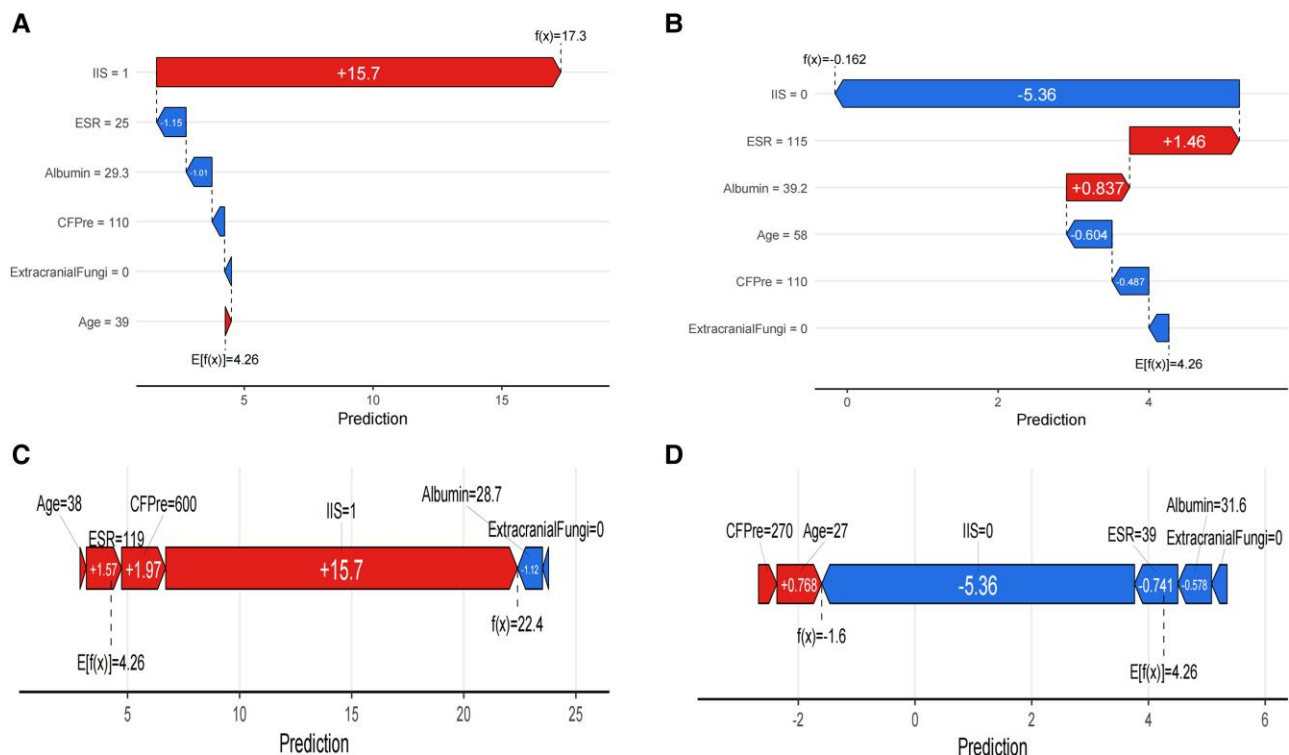 A
f(x)=17.3
IIS = 1
+15.7
ESR = 25
-1.15
Albumin = 29.3
-1.01
CFPre = 110
ExtracranialFungi = 0
Age = 39
E[f(x)]=4.26
5
10
15
Prediction
B
f(x)=-0.162
IIS = 0
-5.36
ESR = 115
+1.46
Albumin = 39.2
+0.837
Age = 58
-0.604
CFPre = 110
-0.487
ExtracranialFungi = 0
E[f(x)]=4.26
0
2
4
Prediction
C
Age=38
CFPre=600
ESR=119
IIS=1
Albumin=28.7
ExtracranialFungi=0
+1.57
+1.97
+15.7
-1.12
f(x)=22.4
E[f(x)]=4.26
5
10
15
20
25
Prediction
D
CFPre=270
Age=27
IIS=0
ESR=39
Albumin=31.6
ExtracranialFungi=0
+0.768
-5.36
-0.741
-0.578
f(x)=-1.6
E[f(x)]=4.26
-2
0
2
4
6
Prediction